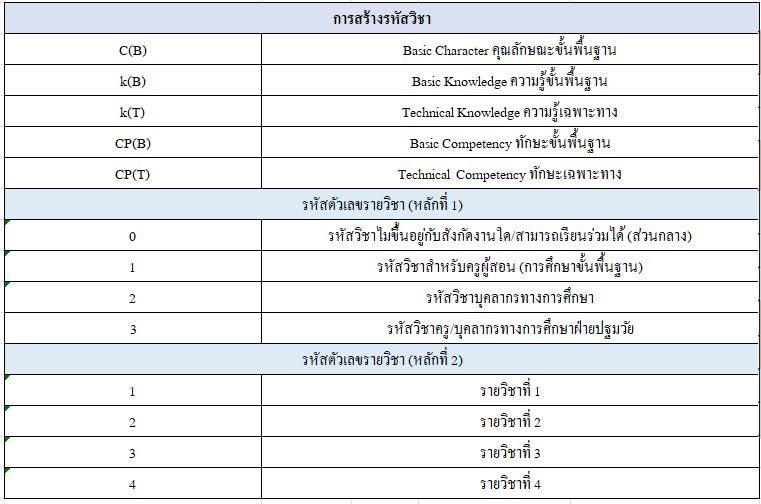 การสร้างรหัสวิชา
C(B) Basic Character คุณลักษณะขั้นพื้นฐาน
k(B) Basic Knowledge ความรู้ขั้นพื้นฐาน
k(T) Technical Knowledge ความรู้เฉพาะทาง
CP(B) Basic Competency ทักษะขั้นพื้นฐาน
CP(T) Technical Competency ทักษะเฉพาะทาง
รหัสตัวเลขรายวิชา (หลักที่ 1)
0 รหัสวิชาไม่ขึ้นอยู่กับสังกัดงานใด/สามารถเรียนร่วมได้ (ส่วนกลาง)
1 รหัสวิชาสำหรับครูผู้สอน (การศึกษาขั้นพื้นฐาน)
2 รหัสวิชาบุคลากรทางการศึกษา
3 รหัสวิชาครู/บุคลากรทางการศึกษาฝ่ายปฐมวัย
รหัสตัวเลขรายวิชา (หลักที่ 2)
1 รายวิชาที่ 1
2 รายวิชาที่ 2
3 รายวิชาที่ 3
4 รายวิชาที่ 4